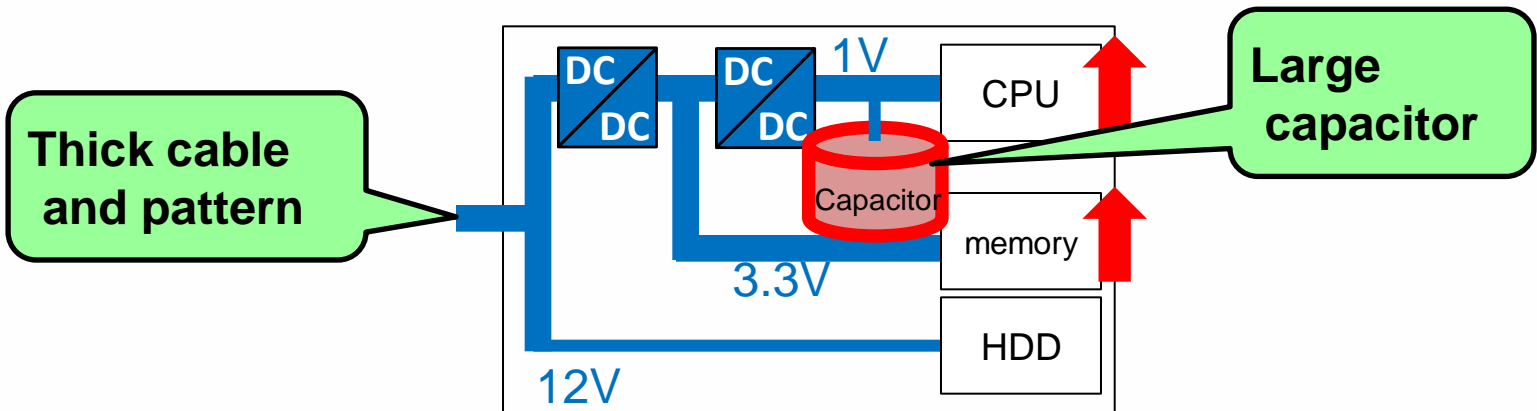 Thick cable
and pattern
DC
DC
DC
DC
1V
CPU
Large
capacitor
Capacitor
memory
3.3V
HDD
12V